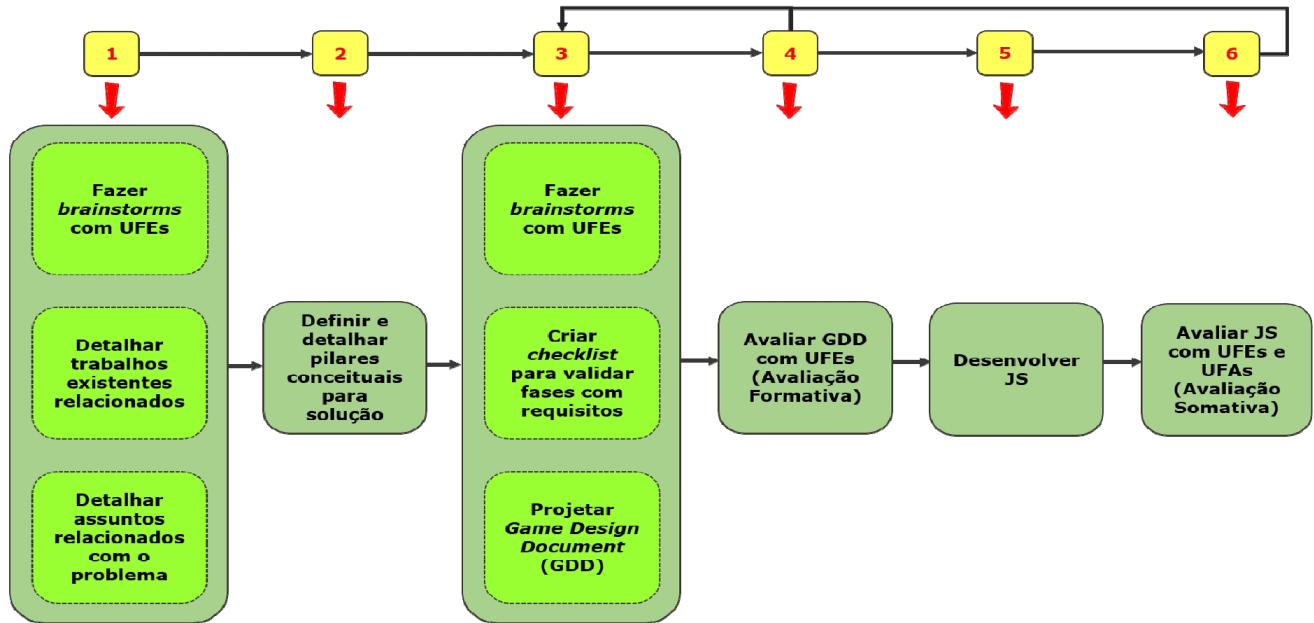 1
2
3
4
5
6
Fazer
brainstorms
com UFEs
Detalhar
trabalhos
existentes
relacionados
Detalhar
assuntos
relacionados
com o
problema
Definir e
detalhar
pilares
conceituais
para
solução
Fazer
brainstorms
com UFEs
Criar
checklist
para validar
fases com
requisitos
Projetar
Game Design
Document
(GDD)
Avaliar GDD
com UFEs
(Avaliação
Formativa)
Desenvolver
JS
Avaliar JS
com UFEs e
UFAs
(Avaliação
Somativa)